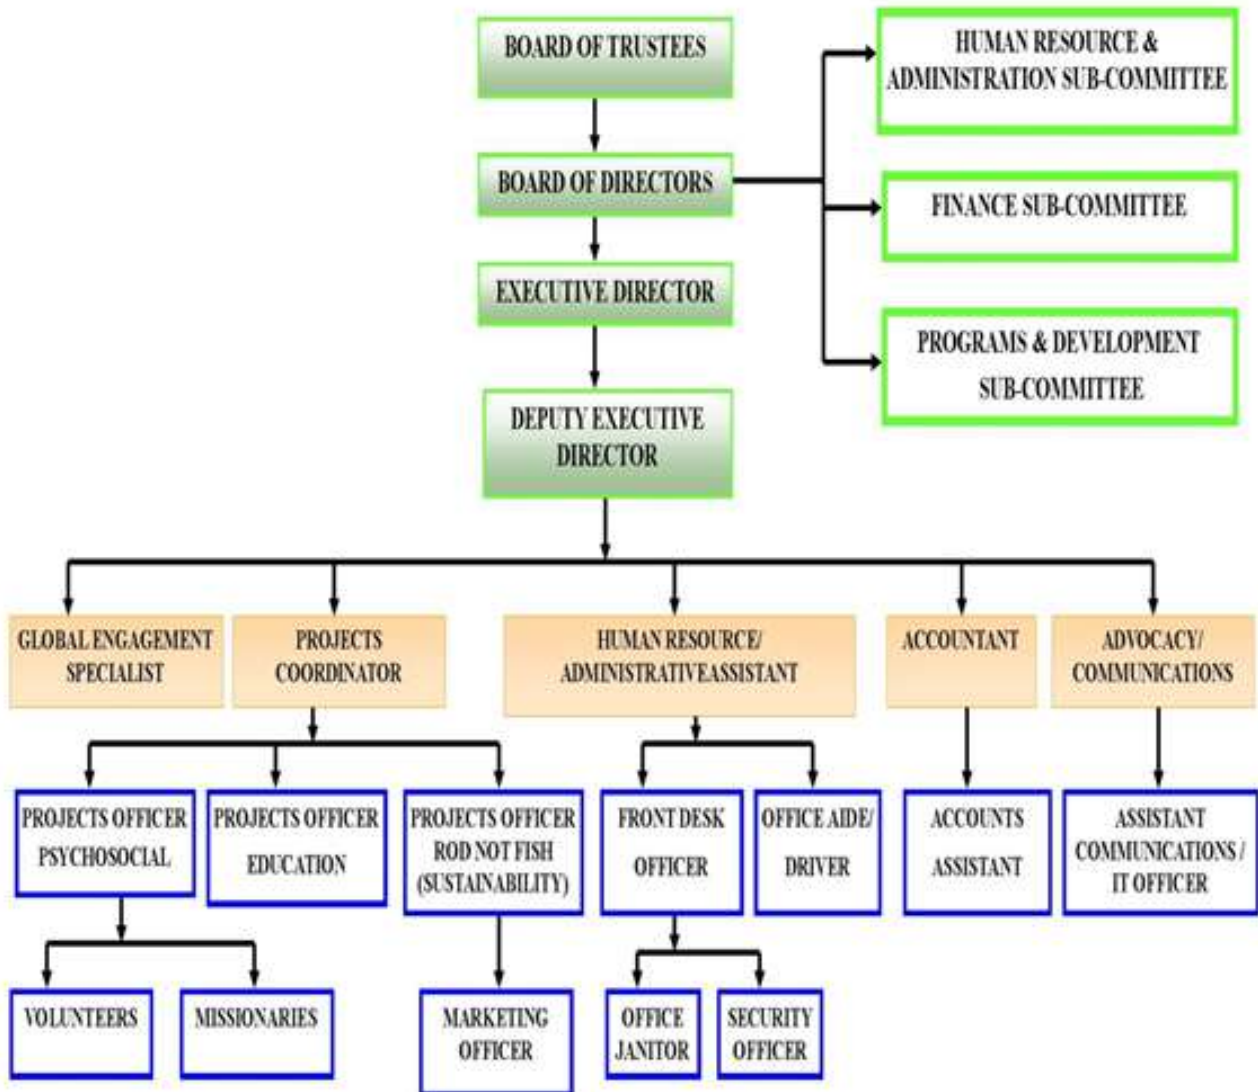 BOARD OF TRUSTEES
HUMAN RESOURCE &
ADMINISTRATION SUB-COMMITTEE
BOARD OF DIRECTORS
FINANCE SUB-COMMITTEE
EXECUTIVE DIRECTOR
PROGRAMS & DEVELOPMENT
SUB-COMMITTEE
DEPUTY EXECUTIVE
DIRECTOR
GLOBAL ENGAGEMENT
SPECIALIST
PROJECTS
COORDINATOR
HUMAN RESOURCE/
ADMINISTRATIVEASSISTANT
ACCOUNTANT
ADVOCACY/
COMMUNICATIONS
PROJECTS OFFICER
PSYCHOSOCIAL
PROJECTS OFFICER
EDUCATION
PROJECTS OFFICER
ROD NOT FISH
(SUSTAINABILITY)
FRONT DESK
OFFICER
OFFICE AIDE/
DRIVER
ACCOUNTS
ASSISTANT
ASSISTANT
COMMUNICATIONS /
IT OFFICER
VOLUNTEERS
MISSIONARIES
MARKETING
OFFICER
OFFICE
JANITOR
SECURITY
OFFICER